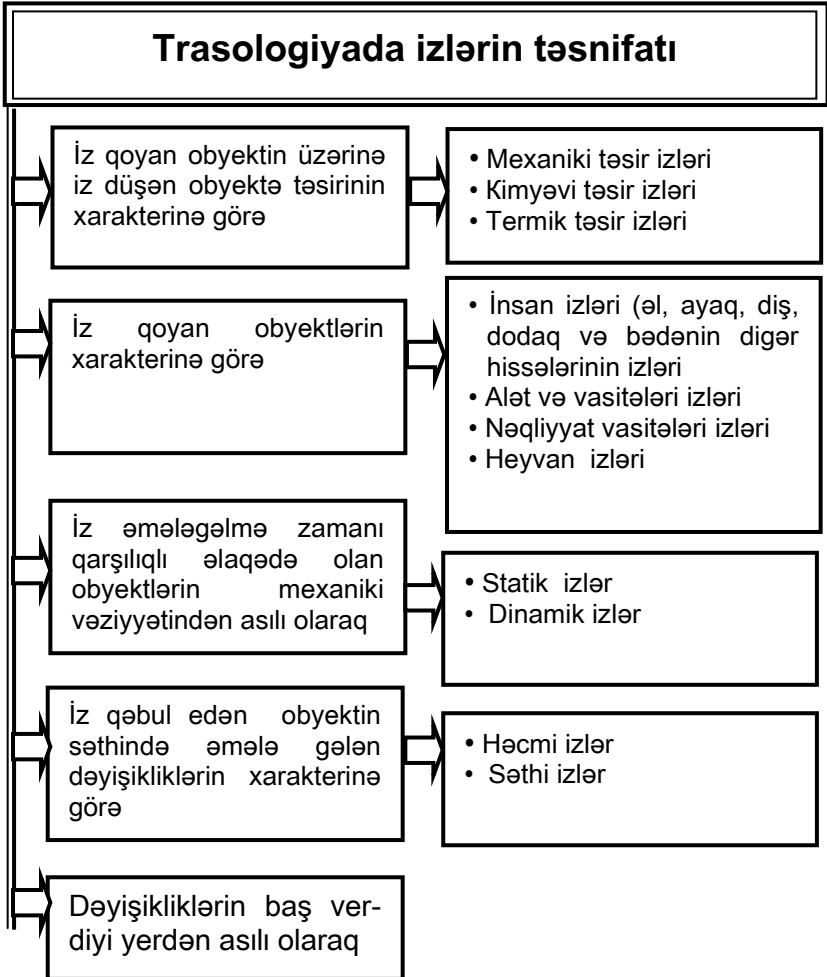 Trasologiyada izlərin təsnifatı
İz qoyan obyektin üzərinə
iz düşən obyektə təsirinin
xarakterinə görə
• Mexaniki təsir izləri
• Kimyəvi təsir izləri
• Termik təsir izləri
İz qoyan obyektlərin
xarakterinə görə
• İnsan izləri (əl, ayaq, diş,
dodaq və bədənin digər
hissələrinin izləri
• Alət və vasitələri izləri
• Nəqliyyat vasitələri izləri
• Heyvan izləri
İz əmələgəlmə zamanı
qarşılıqlı əlaqədə olan
obyektlərin mexaniki
vəziyyətindən asılı olaraq
• Statik izlər
• Dinamik izlər
İz qəbul edən obyektin
səthində əmələ gələn
dəyişikliklərin xarakterinə
görə
• Həcmi izlər
• Səthi izlər
Dəyişikliklərin baş ver-
diyi yerdən asılı olaraq